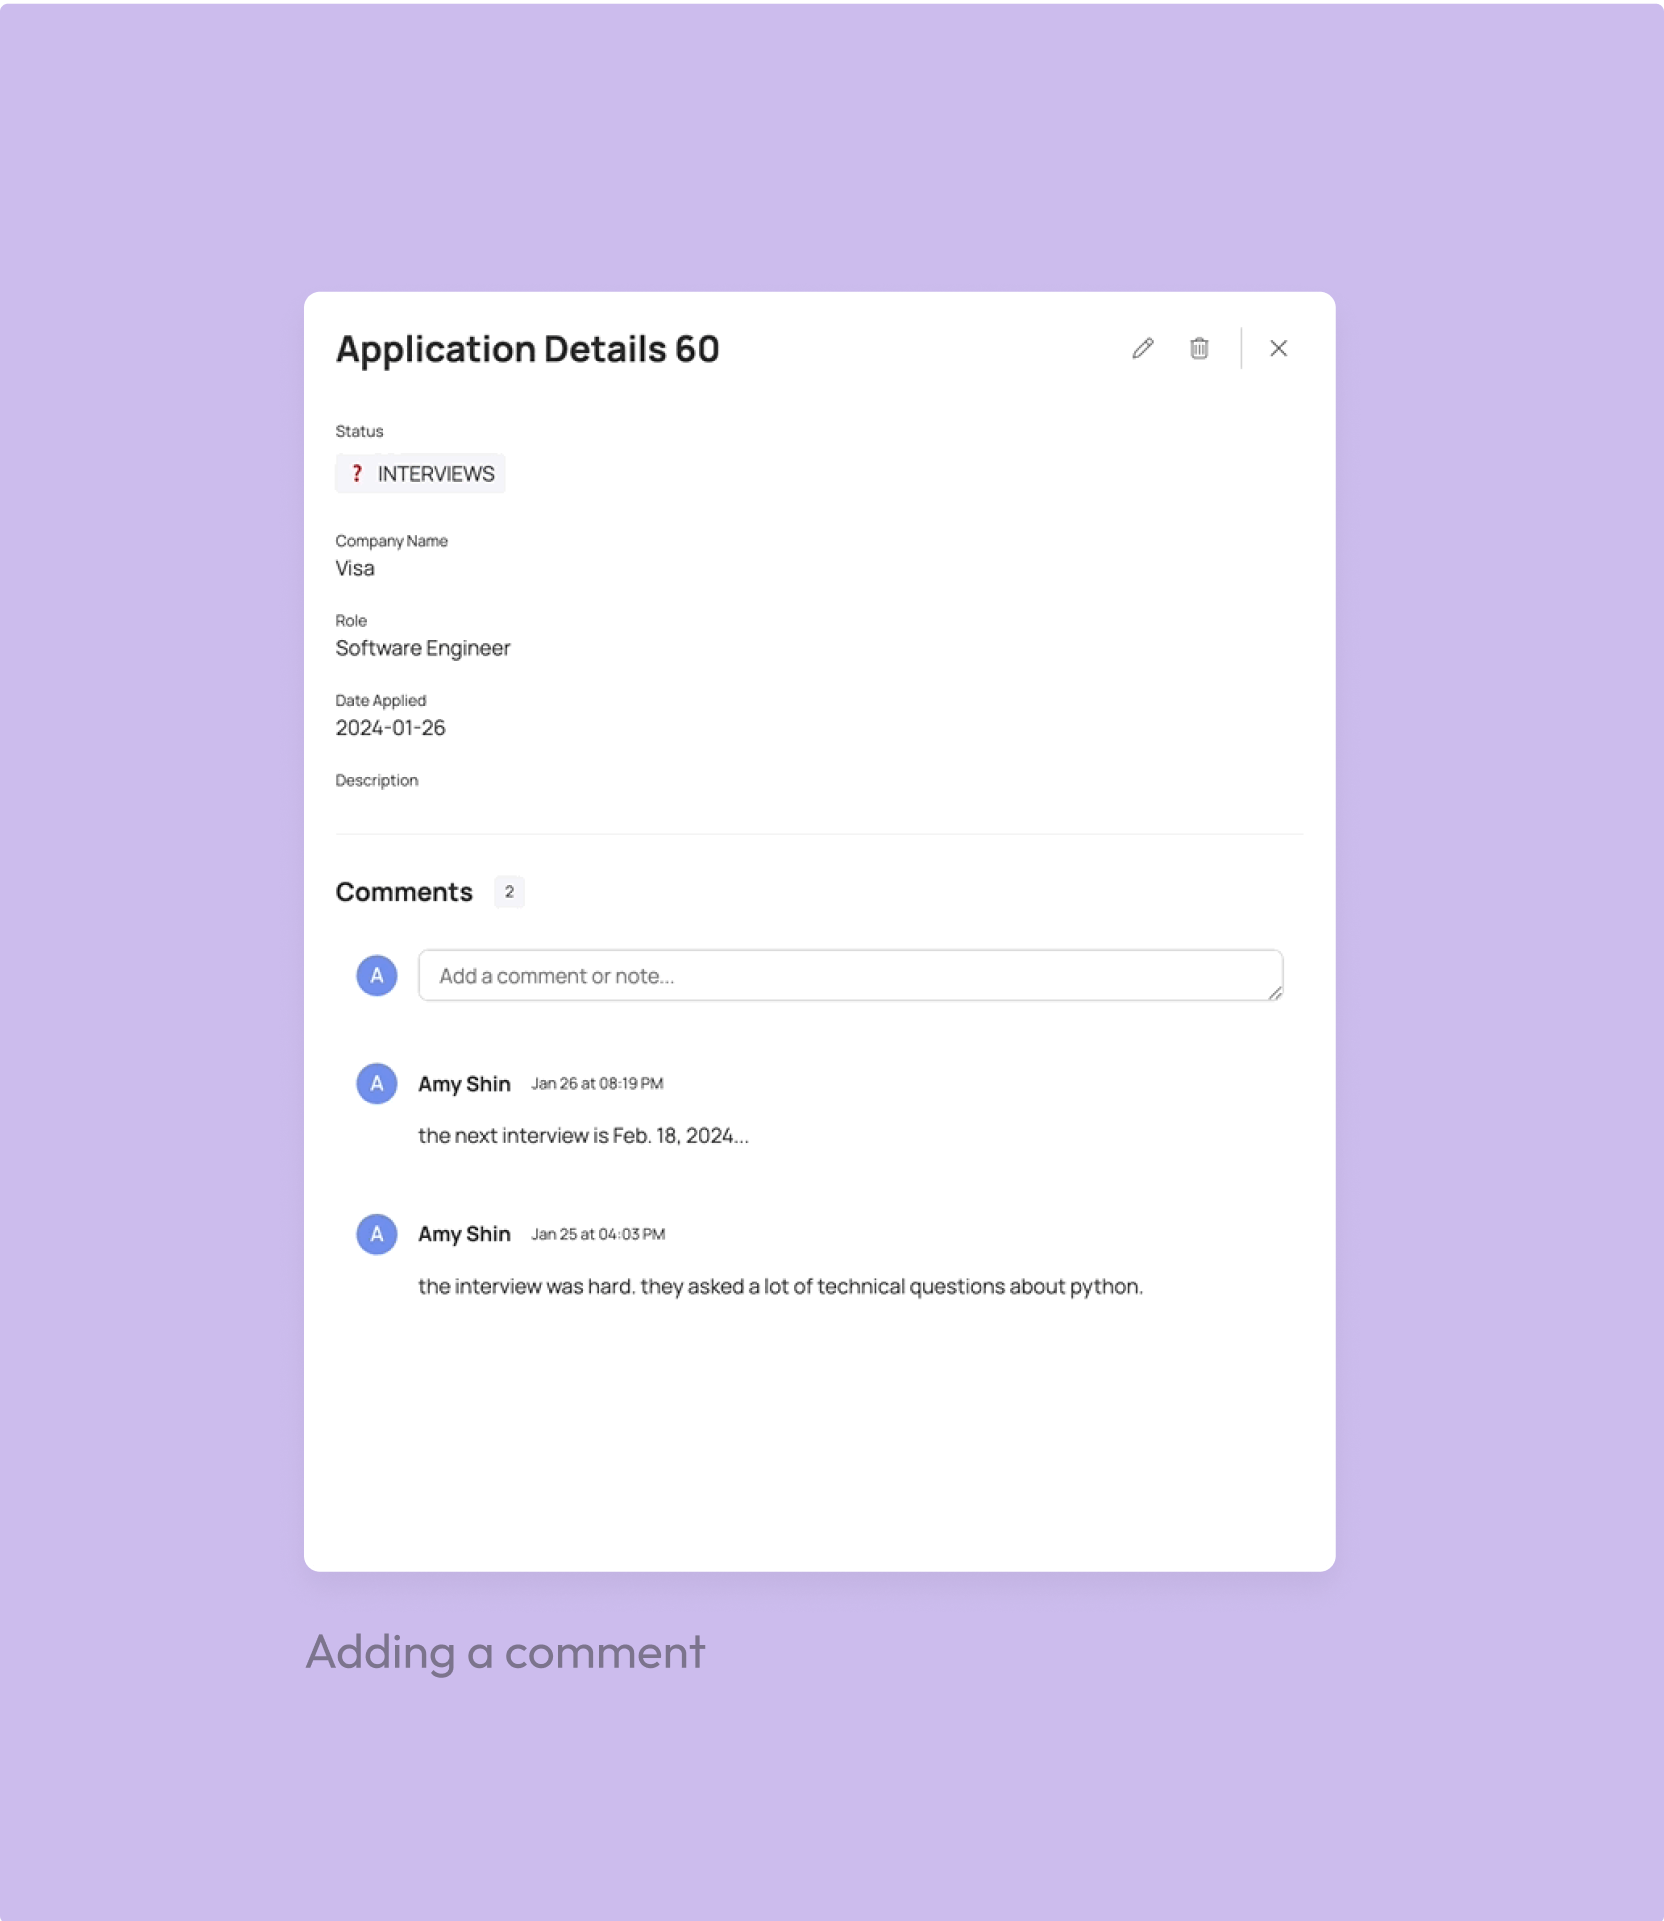 Application Details 60
Status
❓ INTERVIEWS
Company Name
Visa
Role
Software Engineer
Date Applied
2024-01-26
Description
Comments 2
A Add a comment or note...
A Amy Shin Jan 26 at 08:19 PM
the next interview is Feb. 18, 2024...
A Amy Shin Jan 25 at 04:03 PM
the interview was hard. they asked a lot of technical questions about python.
Adding a comment